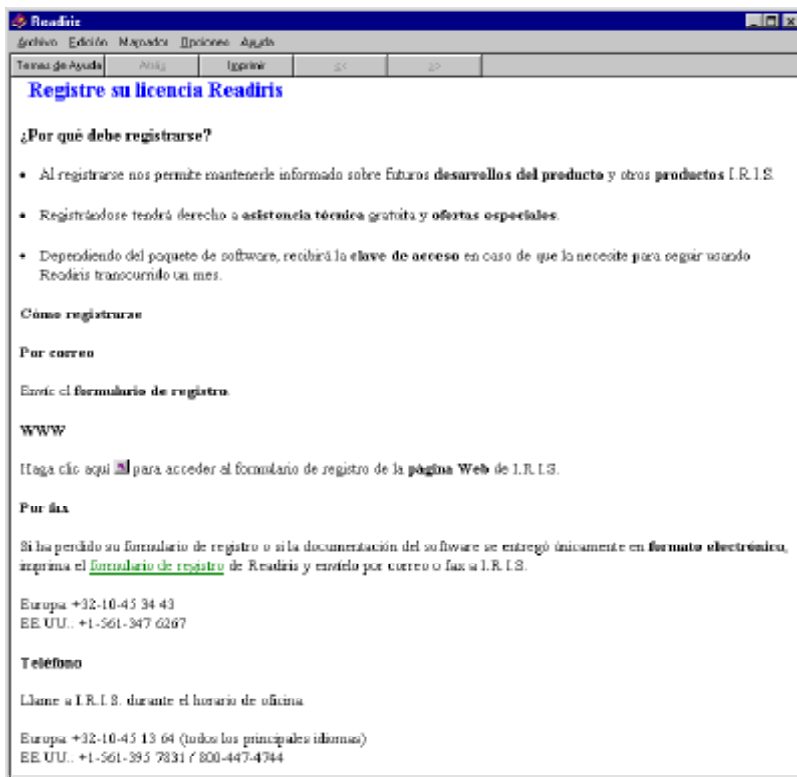 Readiris
Archivo Edición Marcador Opciones Ayuda
Temas de Ayuda Atrás Imprimir << >>
Registre su licencia Readiris
¿Por qué debe registrarse?
• Al registrarse nos permite mantenerle informado sobre futuros desarrollos del producto y otros productos I.R.I.S.
• Registrándose tendrá derecho a asistencia técnica gratuita y ofertas especiales.
• Dependiendo del paquete de software, recibirá la clave de acceso en caso de que la necesite para seguir usando
Readiris transcurrido un mes.
Cómo registrarse
Por correo
Envíe el formulario de registro.
WWW
Haga clic aquí para acceder al formulario de registro de la página Web de I.R.I.S.
Por fax
Si ha perdido su formulario de registro o si la documentación del software se entregó únicamente en formato electrónico,
imprima el formulario de registro de Readiris y envíelo por correo o fax a I.R.I.S.
Europa: +32-10-45 34 43
EE.UU.: +1-561-347 6267
Teléfono
Llame a I.R.I.S. durante el horario de oficina.
Europa: +32-10-45 13 64 (todos los principales idiomas)
EE.UU.: +1-561-395 7831 / 800-447-4744